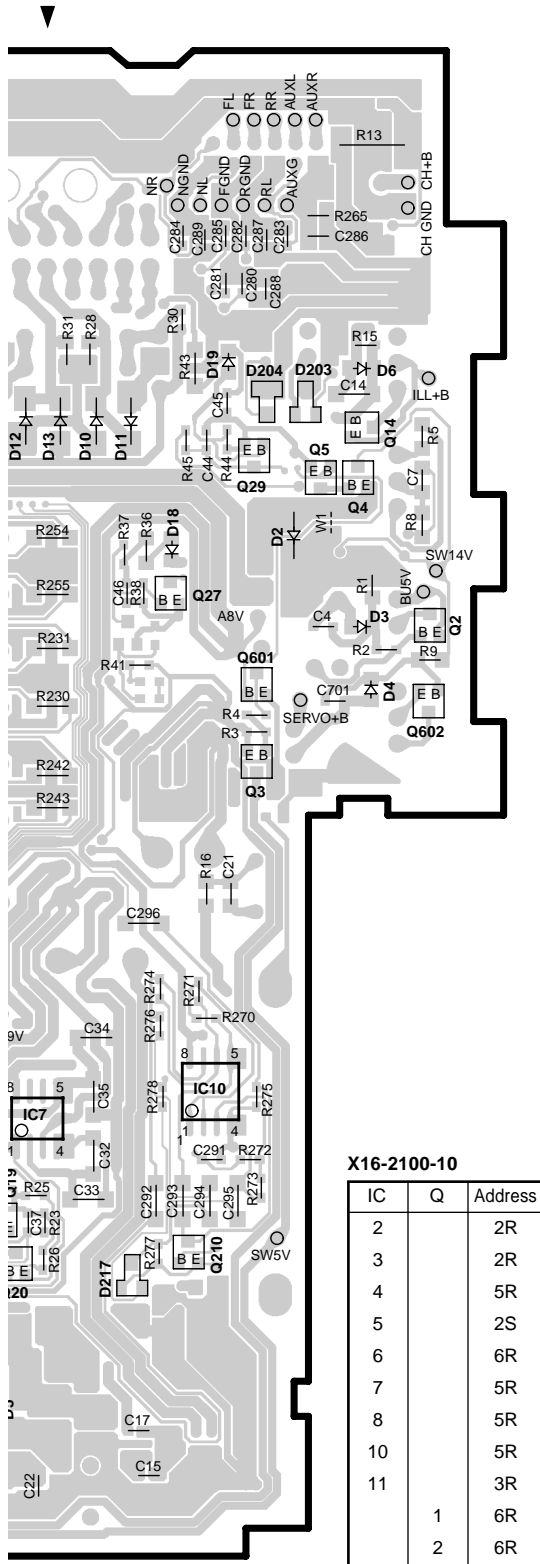 FL
FR
RR
AUXL
AUXR
R13
CH+B
CH GND
NR
NGND
NL
FGND
RGND
RL
AUXG
C284
C289
C285
C282
C287
C283
R265
C286
C281
C280
C288
R31
R28
R30
R43
D19
R15
D6
D204
D203
C14
ILL+B
C45
E B
Q14
R5
D12
D13
D10
D11
R45
C44
R44
E B
Q29
Q5
E B
B E
Q4
C7
R8
R254
R37
R36
D18
D2
W1
SW14V
R255
C46
R38
B E
Q27
A8V
R1
BU5V
C4
D3
B E
Q2
R231
R41
R2
R9
Q601
B E
R230
R4
R3
SERVO+B
C701
D4
E B
Q602
E B
Q3
R242
R243
R16
C21
C296
R274
R271
R276
R270
9V
C34
8
5
IC7
1
4
C35
C32
R278
8
5
IC10
1
4
R275
C291
R272
R273
Q19
R25
C33
C292
C293
C294
C295
E
C37
R23
R26
B E
Q20
R277
B E
Q210
SW5V
D217
C17
C15
C22
X16-2100-10
IC Q Address
2 2R
3 2R
4 5R
5 2S
6 6R
7 5R
8 5R
10 5R
11 3R
1 6R
2 6R